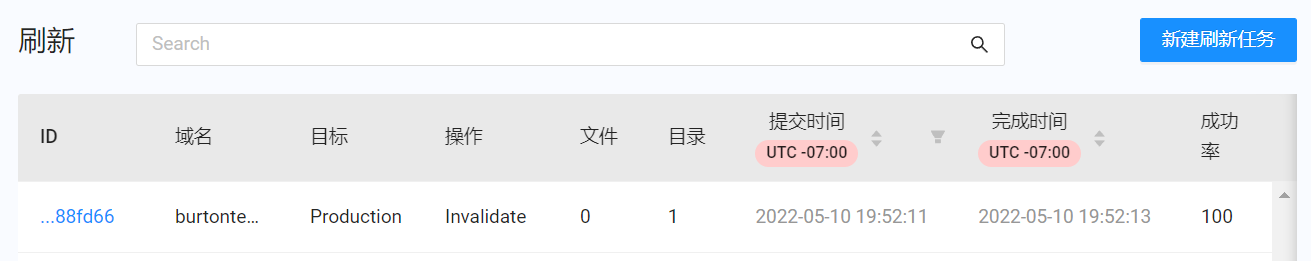 刷新
Search
新建刷新任务
ID 域名 目标 操作 文件 目录 提交时间 UTC -07:00 完成时间 UTC -07:00 成功率
...88fd66 burtonte... Production Invalidate 0 1 2022-05-10 19:52:11 2022-05-10 19:52:13 100